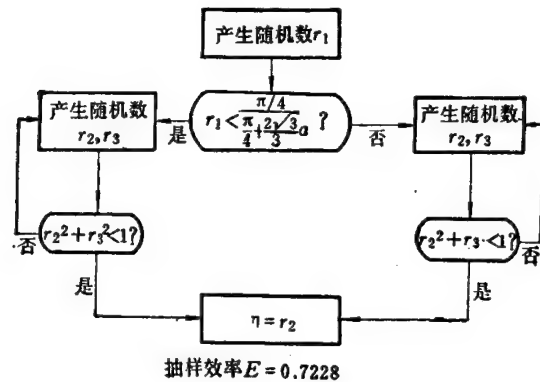 产生随机数r₁
r₁ < (π/4)/(π/4 + 2√3/3 a) ?
是
否
产生随机数
r₂,r₃
产生随机数
r₂,r₃
r₂²+r₃²<1?
否
r₂²+r₃<1?
否
是
是
η=r₂
抽样效率E=0.7228